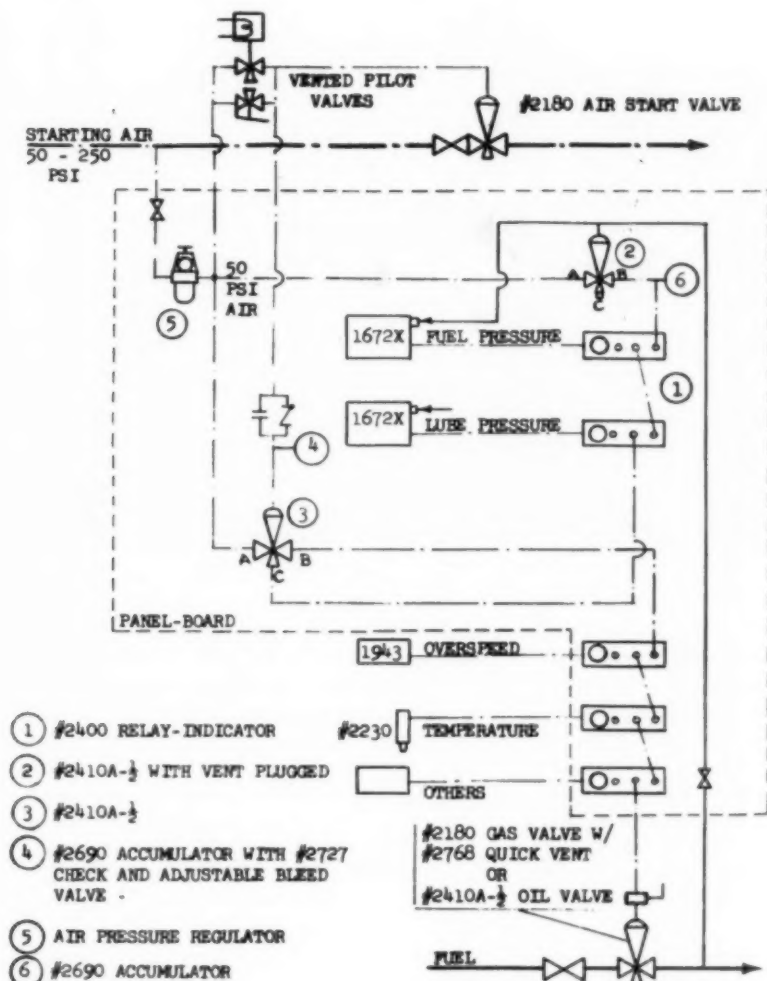 VENTED PILOT
VALVES
#2180 AIR START VALVE
STARTING AIR
50 - 250
PSI
2
A B
C
6
50
PSI
AIR
5
1672X FUEL PRESSURE
1
1672X LUBE PRESSURE
4
3
A B
C
PANEL-BOARD
1943 OVERSPEED
#2230 TEMPERATURE
OTHERS
1 #2400 RELAY-INDICATOR
2 #2410A-½ WITH VENT PLUGGED
3 #2410A-½
4 #2690 ACCUMULATOR WITH #2727
CHECK AND ADJUSTABLE BLEED
VALVE .
5 AIR PRESSURE REGULATOR
6 #2690 ACCUMULATOR
#2180 GAS VALVE W/
#2768 QUICK VENT
OR
#2410A-½ OIL VALVE
FUEL